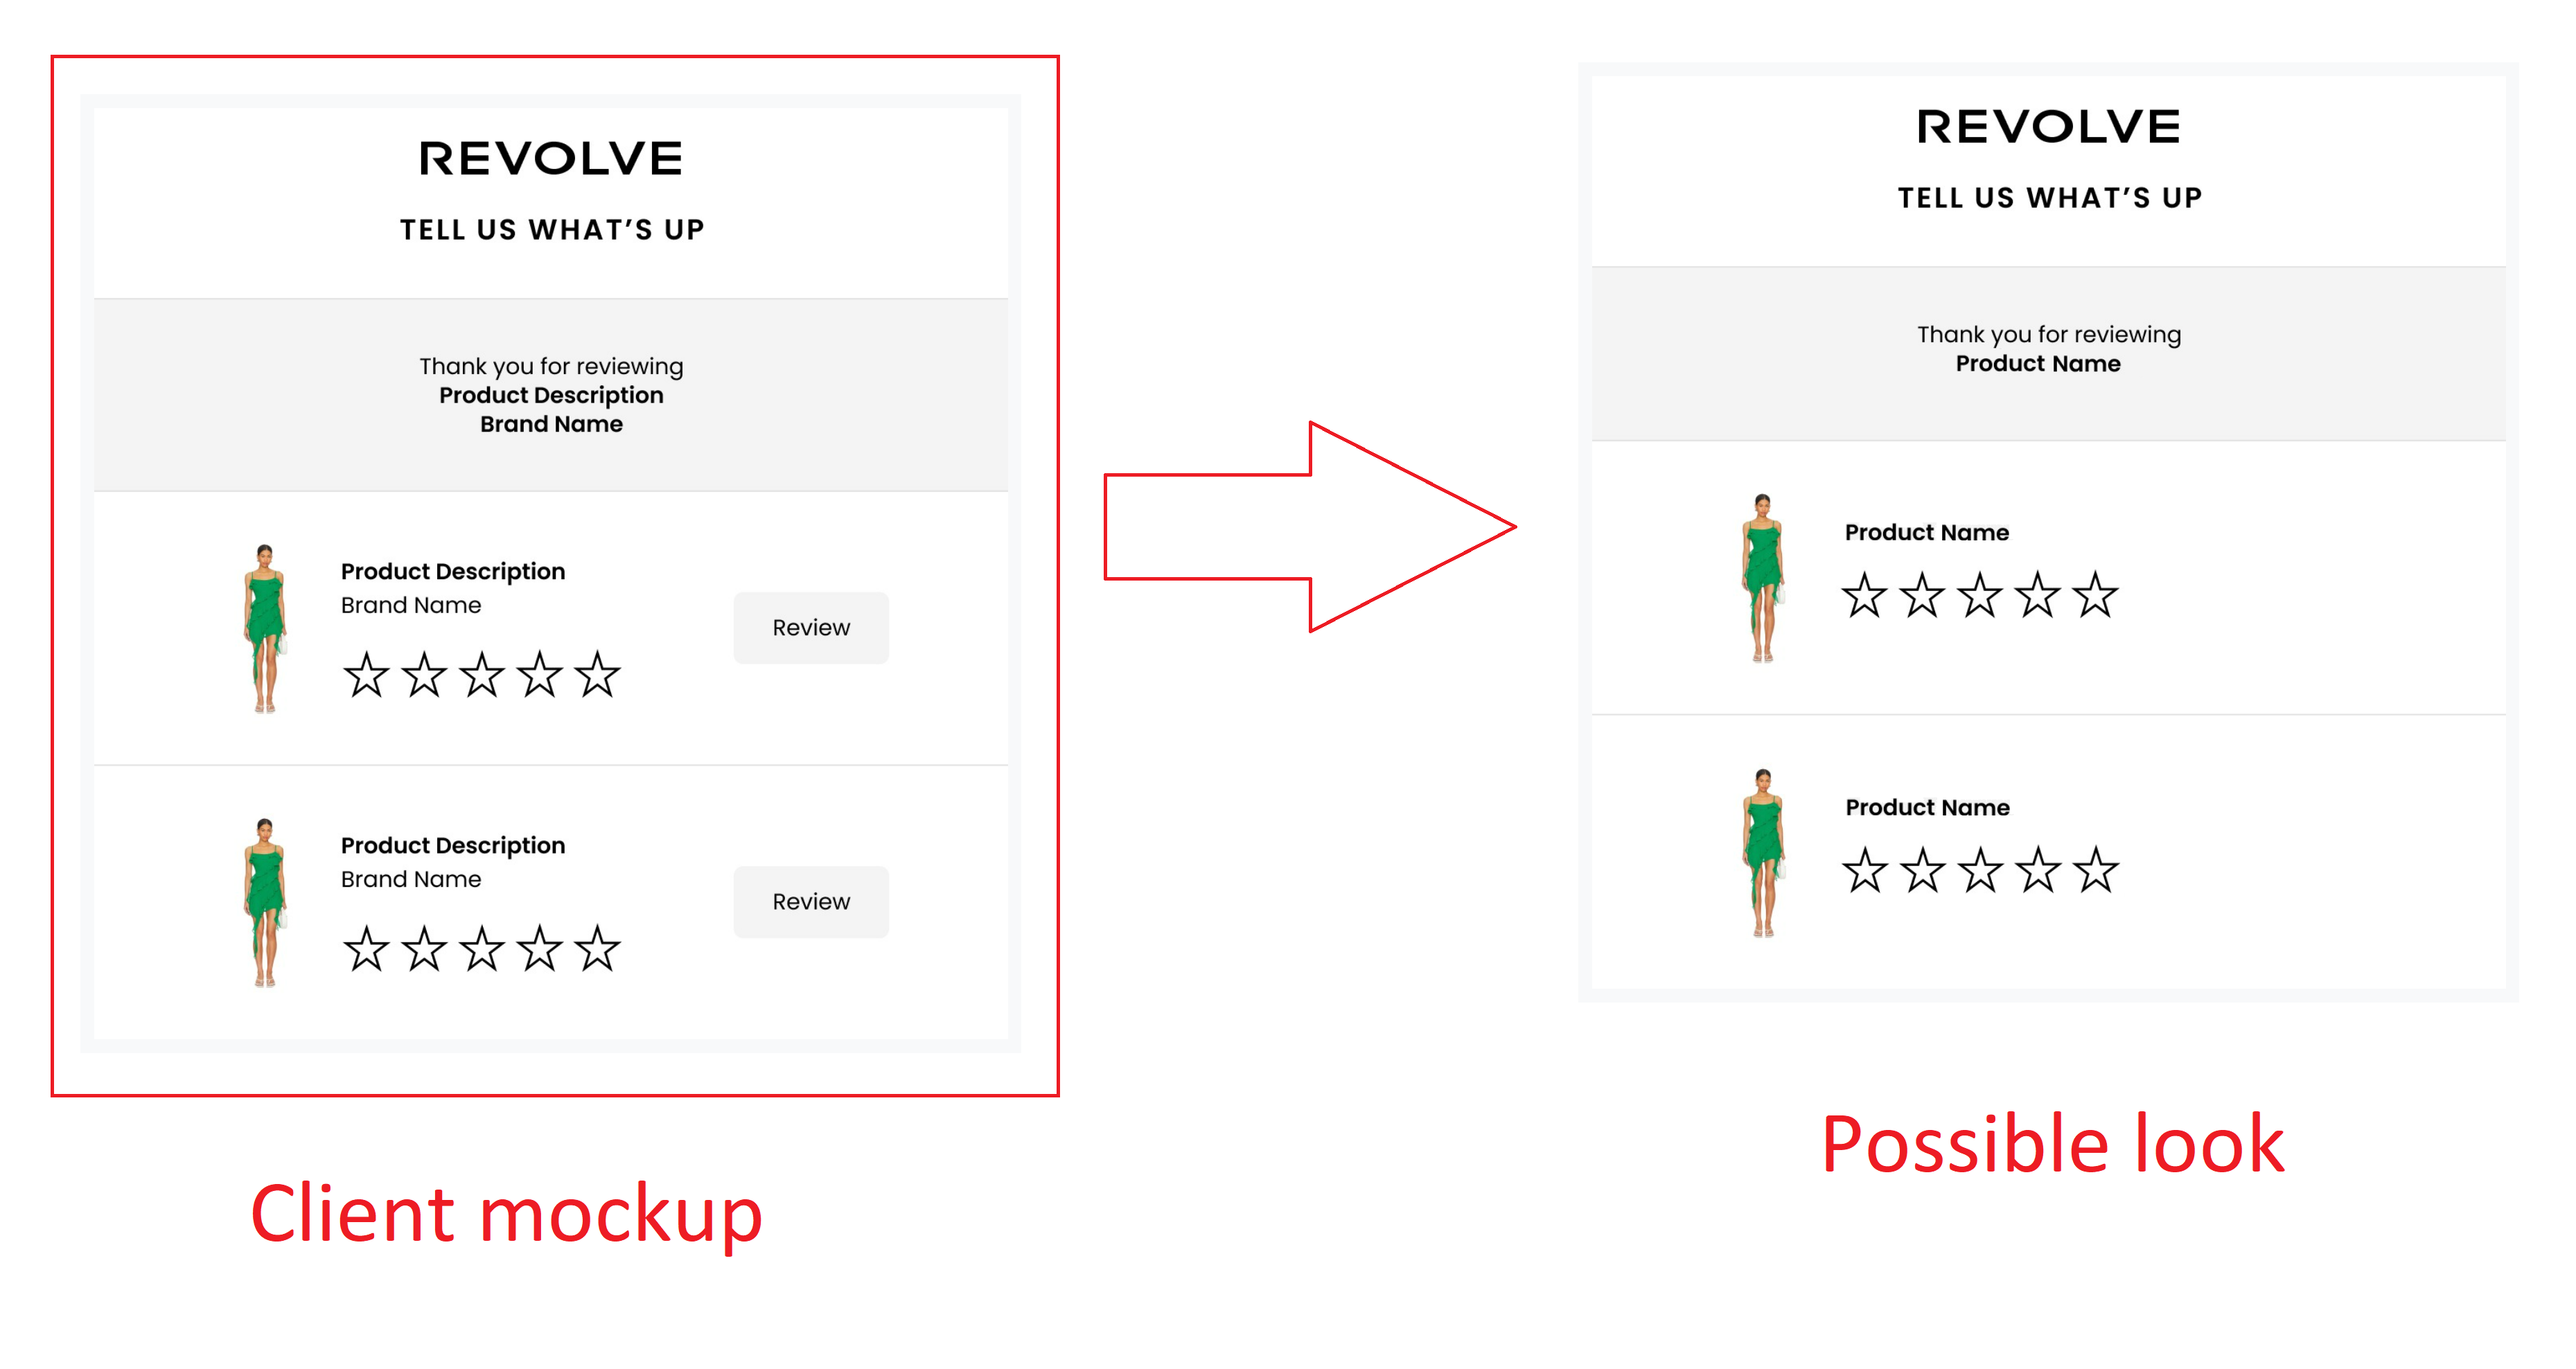 REVOLVE
TELL US WHAT’S UP
Thank you for reviewing
Product Description
Brand Name
Product Description
Brand Name
Review
Product Description
Brand Name
Review
Client mockup
REVOLVE
TELL US WHAT’S UP
Thank you for reviewing
Product Name
Product Name
Product Name
Possible look